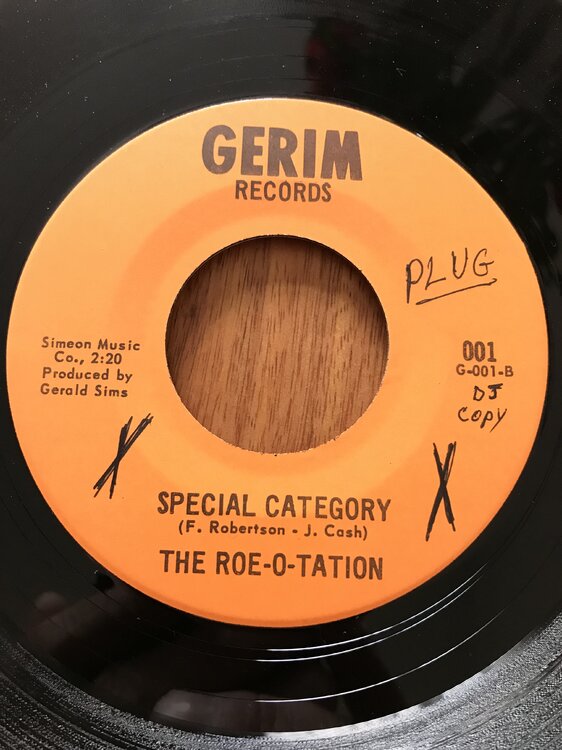 GERIM
RECORDS
PLUG
Simeon Music
Co., 2:20
Produced by
Gerald Sims
001
G-001-B
DJ
COPY
X
X
SPECIAL CATEGORY
(F. Robertson - J. Cash)
THE ROE-O-TATION